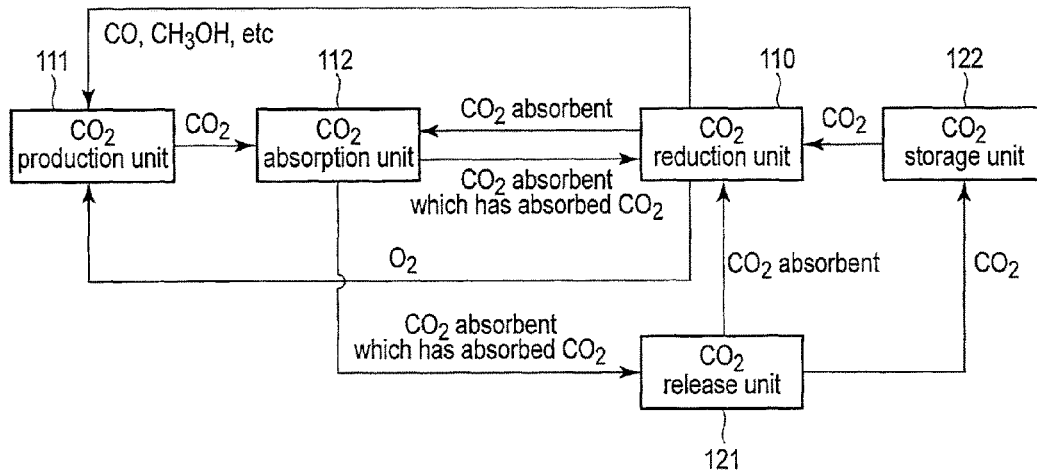 CO, CH3OH, etc
111
112
110
122
CO2
production unit
CO2
CO2
absorption unit
CO2 absorbent
CO2 absorbent
which has absorbed CO2
CO2
reduction unit
CO2
CO2
storage unit
O2
CO2 absorbent
CO2
CO2 absorbent
which has absorbed CO2
CO2
release unit
121